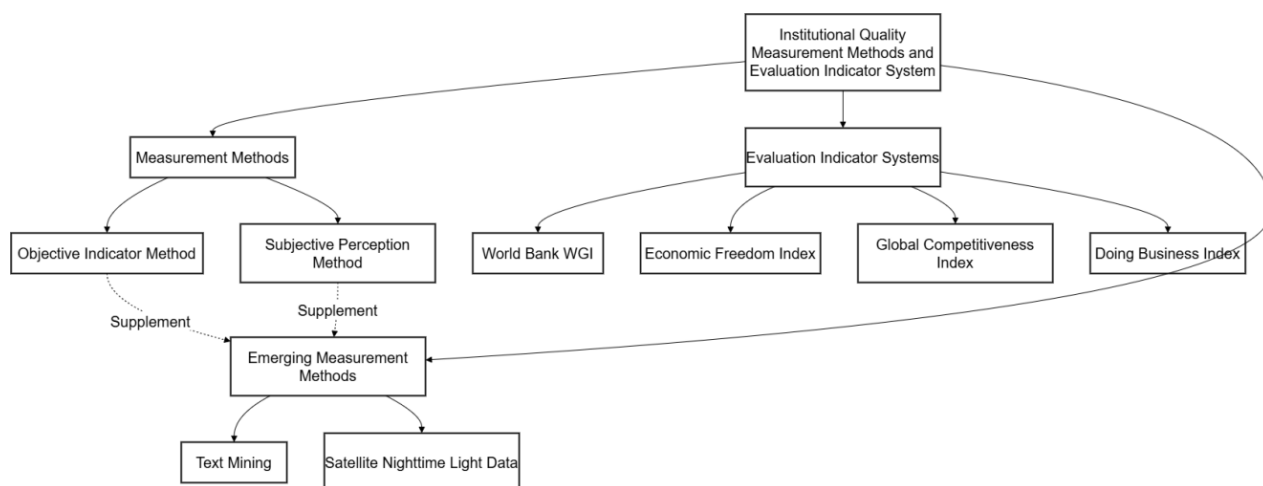 Institutional Quality
Measurement Methods and
Evaluation Indicator System
Measurement Methods
Evaluation Indicator Systems
Objective Indicator Method
Subjective Perception
Method
World Bank WGI
Economic Freedom Index
Global Competitiveness
Index
Doing Business Index
Supplement
Supplement
Emerging Measurement
Methods
Text Mining
Satellite Nighttime Light Data